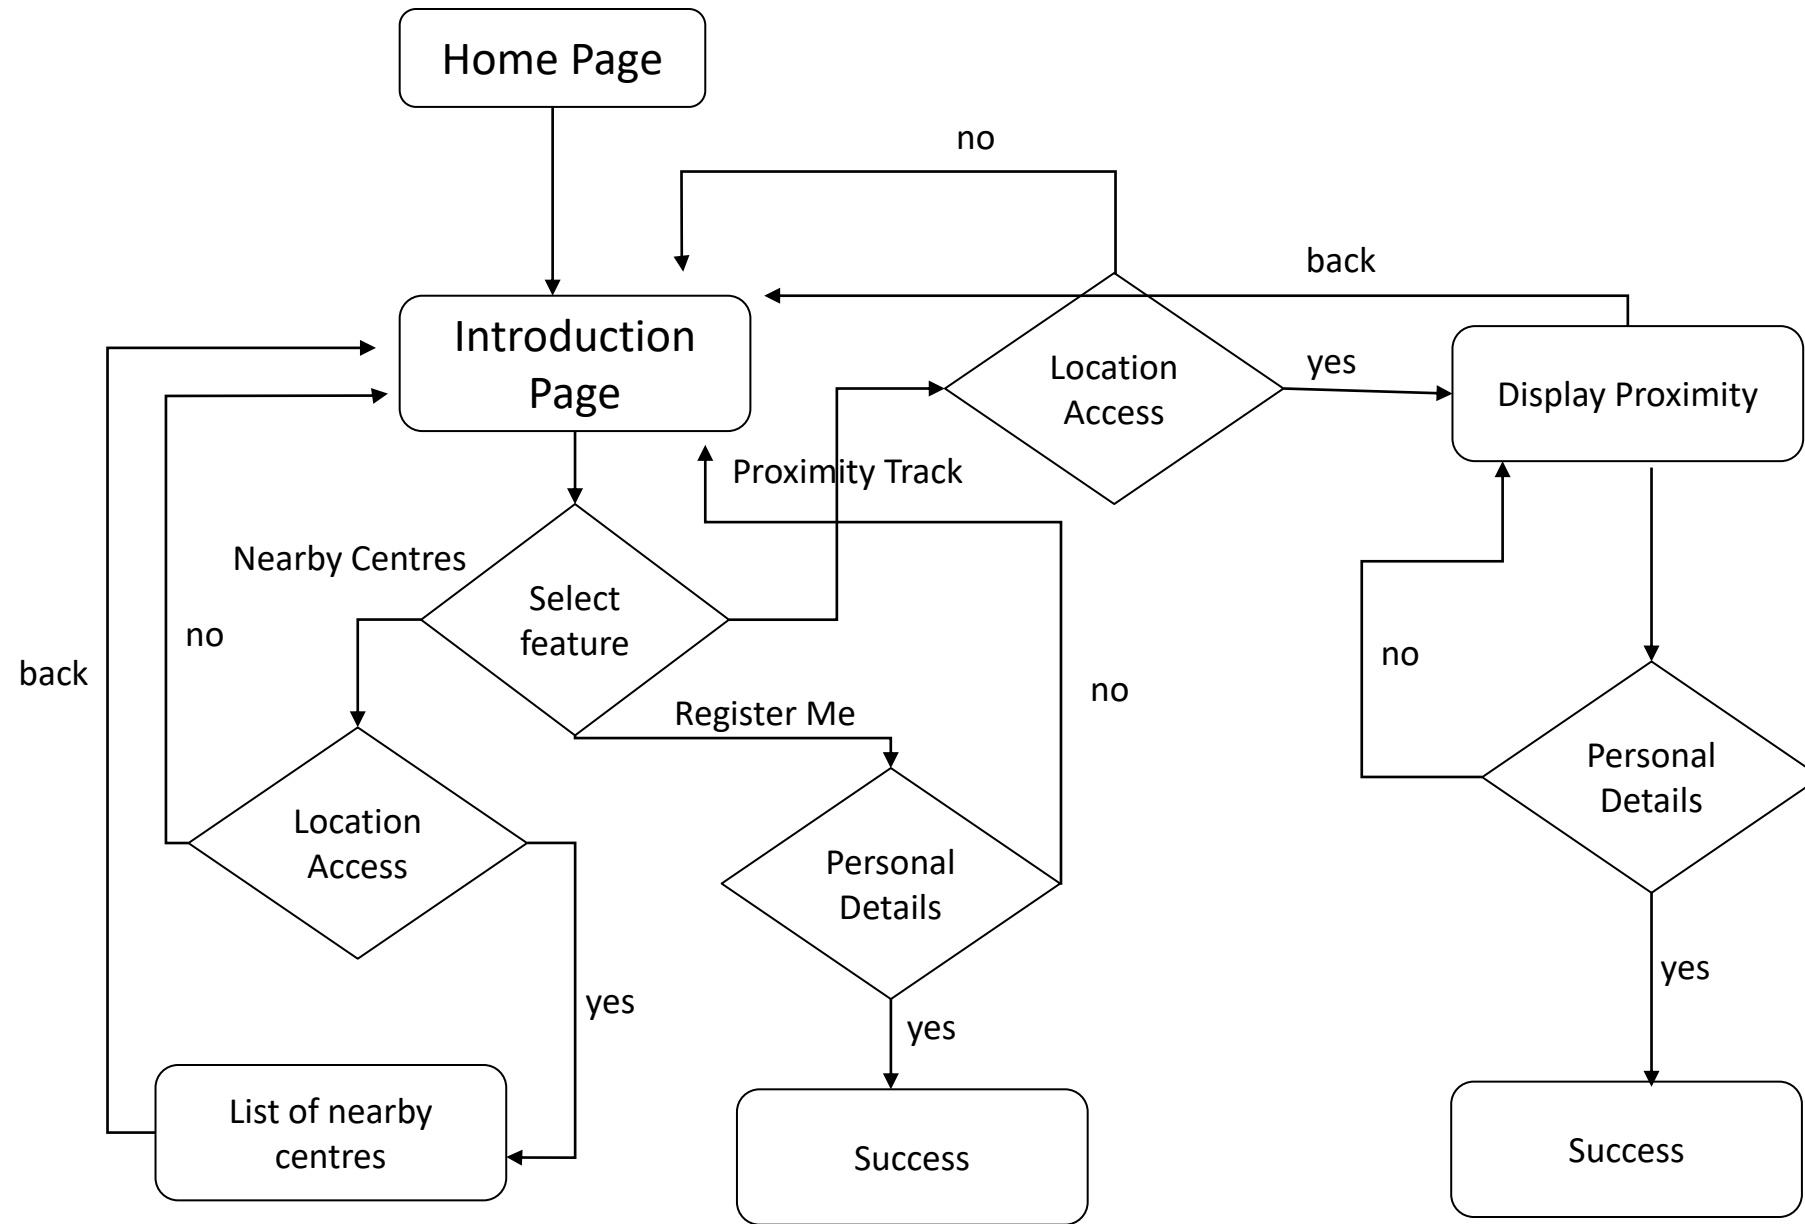 Home Page
no
back
Introduction
Page
Location
Access
yes
Display Proximity
Proximity Track
Nearby Centres
Select
feature
no
back
no
no
Register Me
Location
Access
Personal
Details
Personal
Details
yes
yes
yes
List of nearby
centres
Success
Success